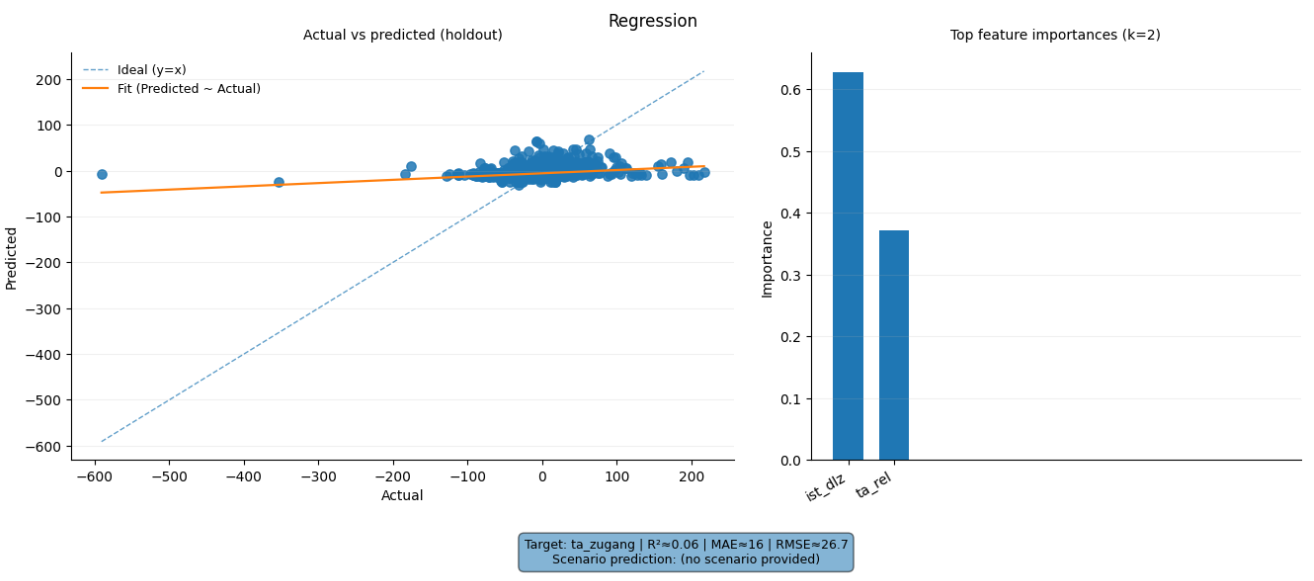 Regression
Actual vs predicted (holdout)
Ideal (y=x)
Fit (Predicted ~ Actual)
200
100
0
−100
−200
−300
−400
−500
−600
Predicted
−600 −500 −400 −300 −200 −100 0 100 200
Actual
Top feature importances (k=2)
0.6
0.5
0.4
0.3
0.2
0.1
0.0
Importance
ist_dlz
ta_rel
Target: ta_zugang | R²≈0.06 | MAE≈16 | RMSE≈26.7
Scenario prediction: (no scenario provided)